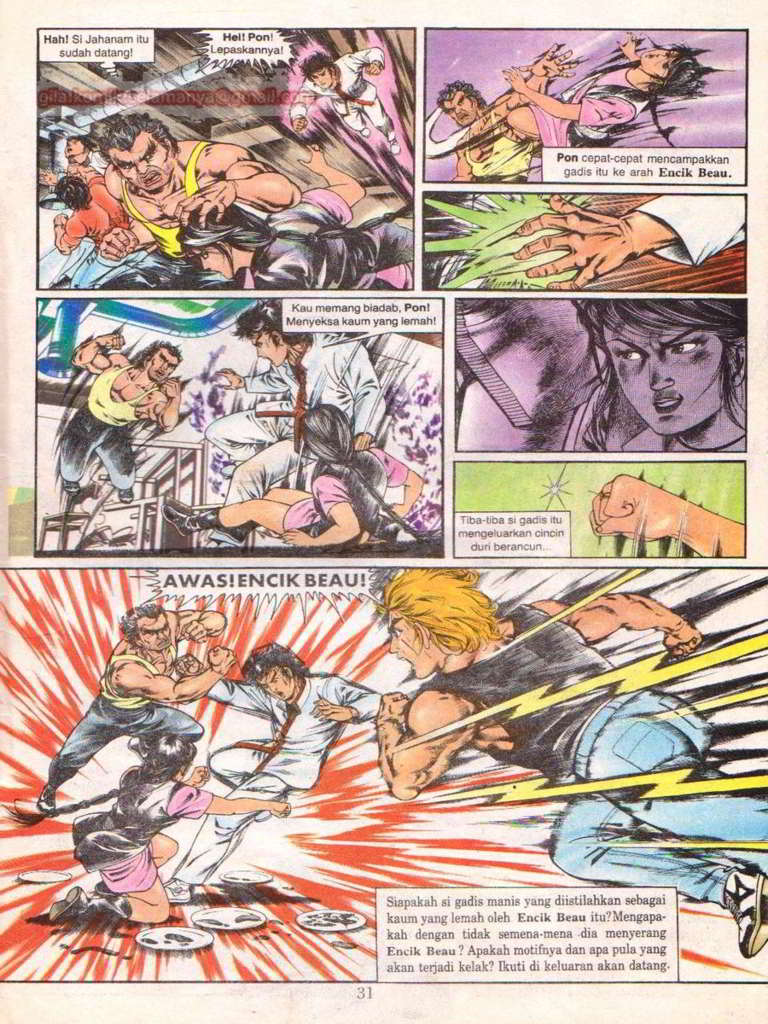 Hah! Si Jahanam itu
sudah datang!
Hei! Pon!
Lepaskannya!
gilakomikselamanya@gmail.com
Pon cepat-cepat mencampakkan
gadis itu ke arah Encik Beau.
Kau memang biadab, Pon!
Menyeksa kaum yang lemah!
Tiba-tiba si gadis itu
mengeluarkan cincin
duri berancun...
AWAS! ENCIK BEAU!
Siapakah si gadis manis yang diistilahkan sebagai
kaum yang lemah oleh Encik Beau itu? Mengapa-
kah dengan tidak semena-mena dia menyerang
Encik Beau? Apakah motifnya dan apa pula yang
akan terjadi kelak? Ikuti di keluaran akan datang.
31